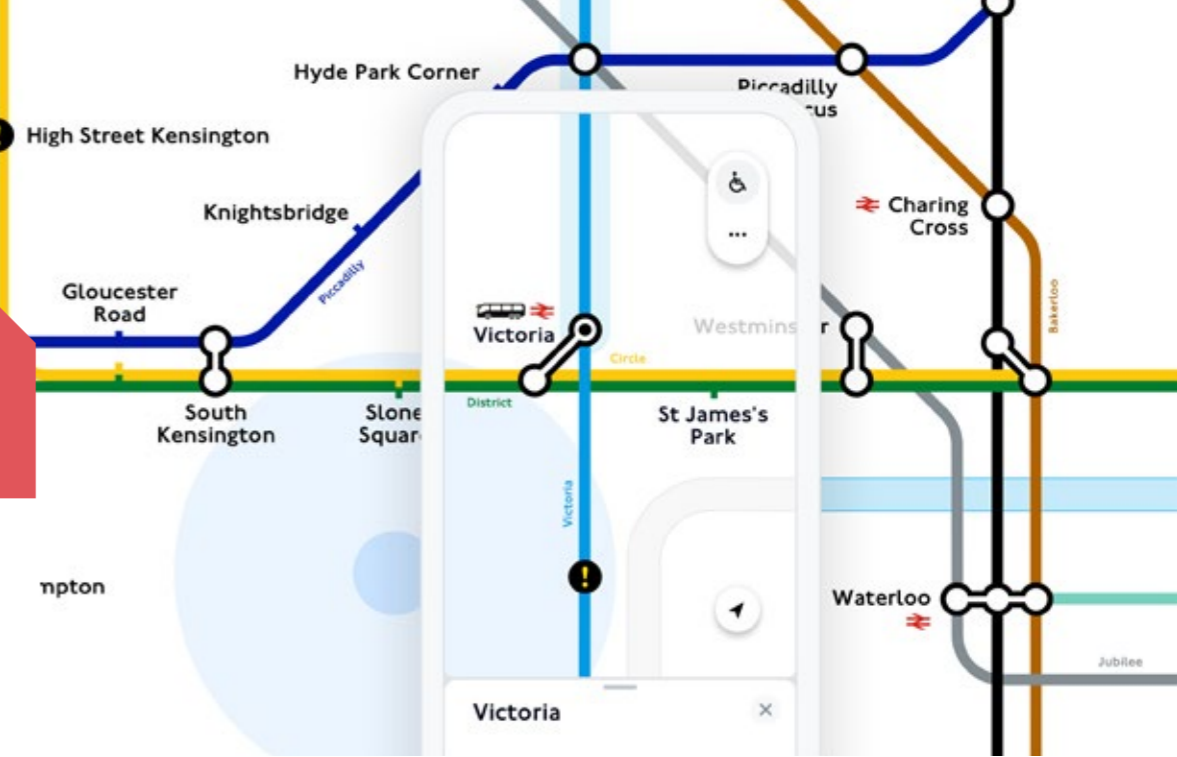 Hyde Park Corner
Piccadilly
cus
High Street Kensington
Charing
Cross
Knightsbridge
Piccadilly
Bakerloo
Gloucester
Road
Victoria
Westmins r
Circle
District
South
Kensington
Slone
Squar
St James's
Park
Victoria
!
mpton
Waterloo
Jubilee
Victoria